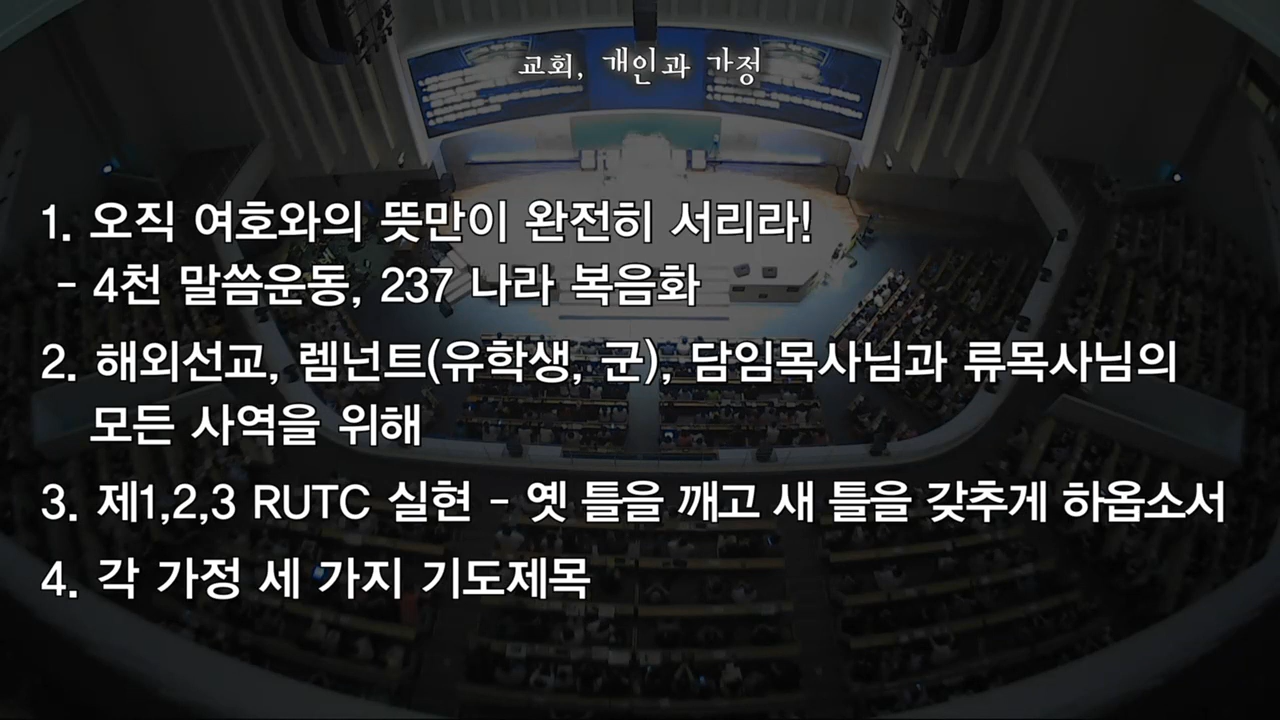 교회, 개인과 가정
1. 오직 여호와의 뜻만이 완전히 서리라!
- 4천 말씀운동, 237 나라 복음화
2. 해외선교, 렘넌트(유학생, 군), 담임목사님과 류목사님의
모든 사역을 위해
3. 제1,2,3 RUTC 실현 - 옛 틀을 깨고 새 틀을 갖추게 하옵소서
4. 각 가정 세 가지 기도제목